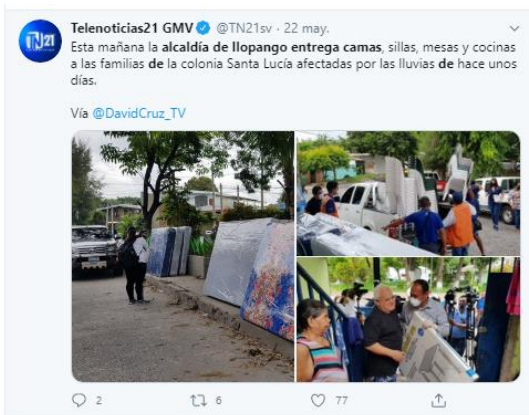 TN21
Telenoticias21 GMV @TN21sv · 22 may.
Esta mañana la alcaldía de Ilopango entrega camas, sillas, mesas y cocinas
a las familias de la colonia Santa Lucía afectadas por las lluvias de hace unos
días.
Vía @DavidCruz_TV
2 6 77